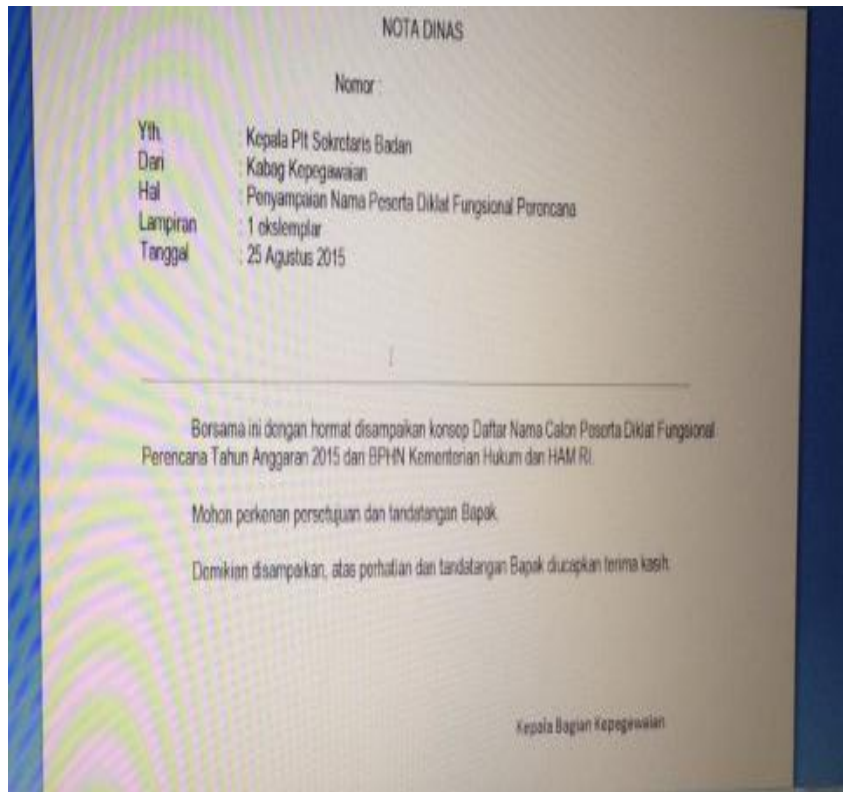 NOTA DINAS
Nomor :
Yth. : Kepala Plt Sekretaris Badan
Dari : Kabag Kepegawaian
Hal : Penyampaian Nama Peserta Diklat Fungsional Perencana
Lampiran : 1 ekslemplar
Tanggal : 25 Agustus 2015
Bersama ini dengan hormat disampaikan konsep Daftar Nama Calon Peserta Diklat Fungsional
Perencana Tahun Anggaran 2015 dari BPHN Kementerian Hukum dan HAM RI.
Mohon perkenan persetujuan dan tandatangan Bapak.
Demikian disampaikan, atas perhatian dan tandatangan Bapak diucapkan terima kasih.
Kepala Bagian Kepegawaian